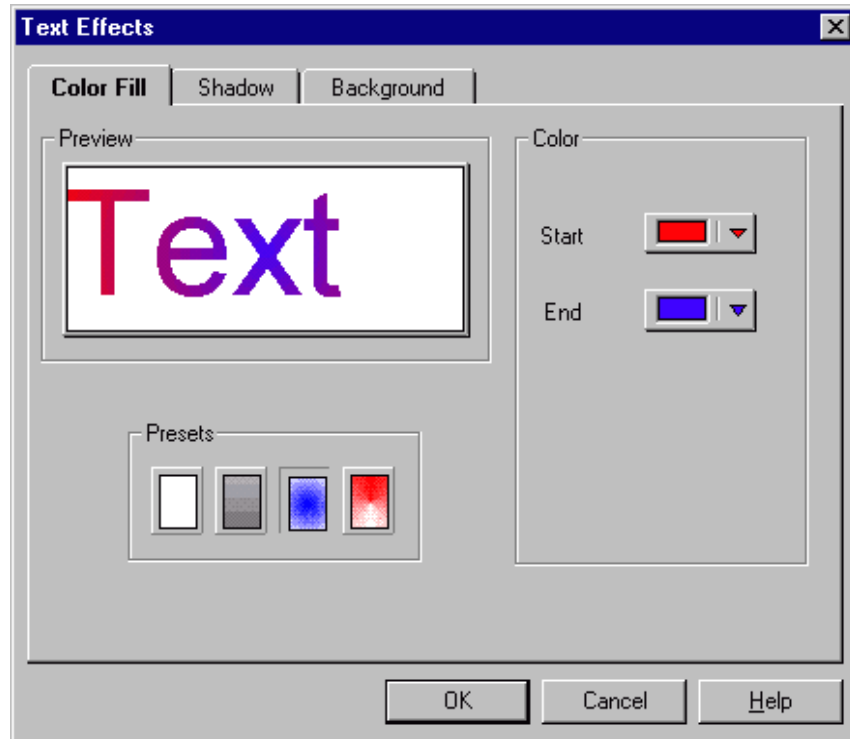 Text Effects
Color Fill Shadow Background
Preview
Text
Color
Start
End
Presets
OK Cancel Help